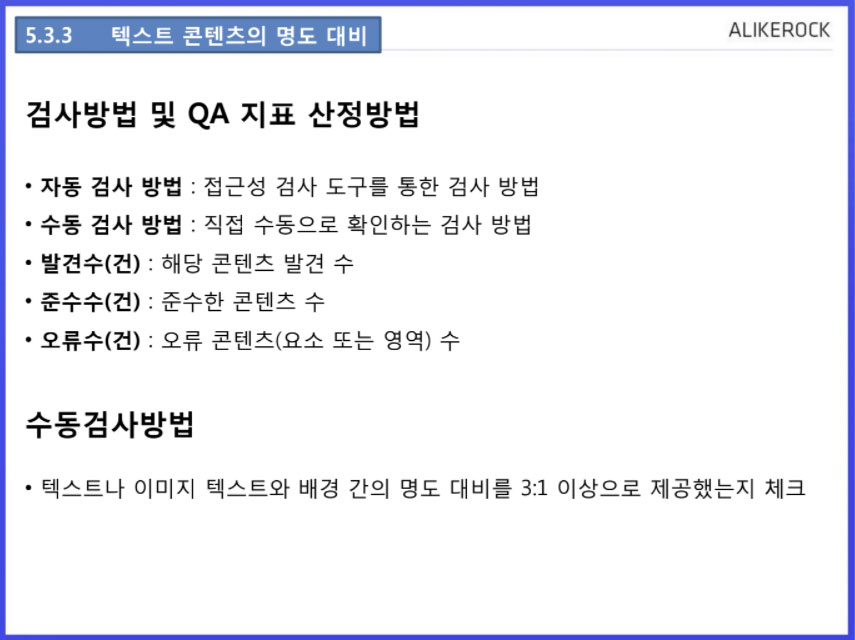 5.3.3 텍스트 콘텐츠의 명도 대비
ALIKEROCK
검사방법 및 QA 지표 산정방법
• 자동 검사 방법 : 접근성 검사 도구를 통한 검사 방법
• 수동 검사 방법 : 직접 수동으로 확인하는 검사 방법
• 발견수(건) : 해당 콘텐츠 발견 수
• 준수수(건) : 준수한 콘텐츠 수
• 오류수(건) : 오류 콘텐츠(요소 또는 영역) 수
수동검사방법
• 텍스트나 이미지 텍스트와 배경 간의 명도 대비를 3:1 이상으로 제공했는지 체크